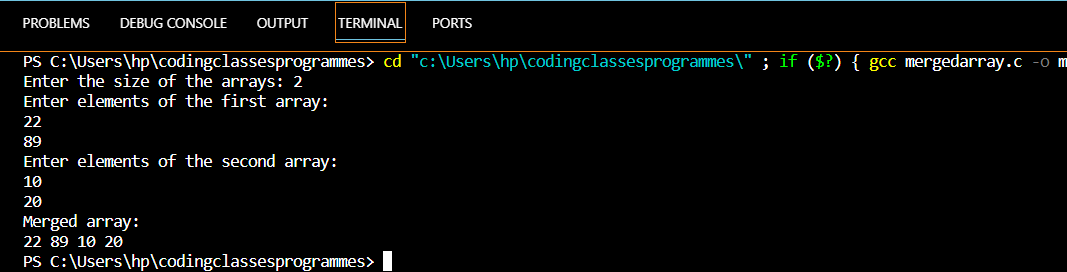 PROBLEMS DEBUG CONSOLE OUTPUT TERMINAL PORTS
PS C:\Users\hp\codingclassesprogrammes> cd "c:\Users\hp\codingclassesprogrammes\" ; if ($?) { gcc mergedarray.c -o m
Enter the size of the arrays: 2
Enter elements of the first array:
22
89
Enter elements of the second array:
10
20
Merged array:
22 89 10 20
PS C:\Users\hp\codingclassesprogrammes>